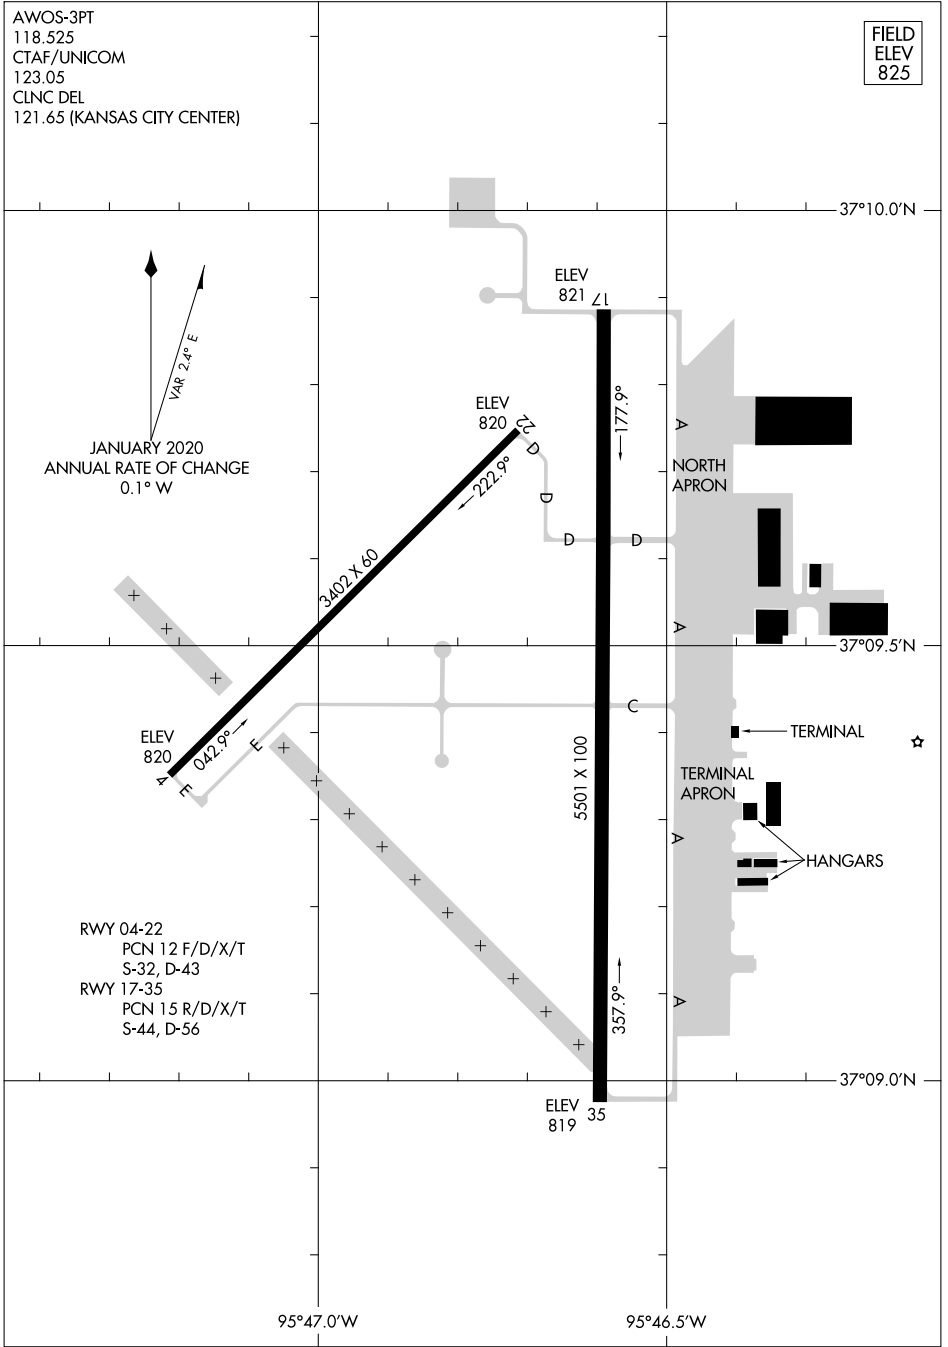 AWOS-3PT
118.525
CTAF/UNICOM
123.05
CLNC DEL
121.65 (KANSAS CITY CENTER)
FIELD
ELEV
825
37°10.0'N
VAR 2.4° E
JANUARY 2020
ANNUAL RATE OF CHANGE
0.1° W
ELEV
821
17
177.9°
ELEV
820
22
222.9°
D
D
D
D
A
NORTH
APRON
3402 X 60
A
37°09.5'N
C
TERMINAL
ELEV
820
4
042.9°
E
E
5501 X 100
TERMINAL
APRON
A
HANGARS
RWY 04-22
PCN 12 F/D/X/T
S-32, D-43
RWY 17-35
PCN 15 R/D/X/T
S-44, D-56
357.9°
A
37°09.0'N
ELEV
819
35
95°47.0'W
95°46.5'W